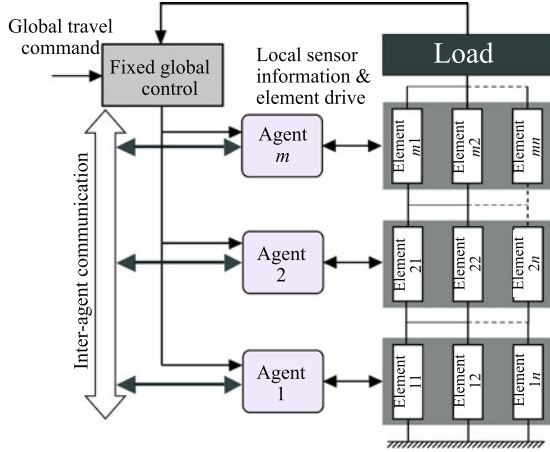 Global travel
command
Fixed global
control
Local sensor
information &
element drive
Load
Agent
m
Element
m1
Element
m2
Element
mn
Inter-agent communication
Agent
2
Element
21
Element
22
Element
2n
Agent
1
Element
11
Element
12
Element
1n